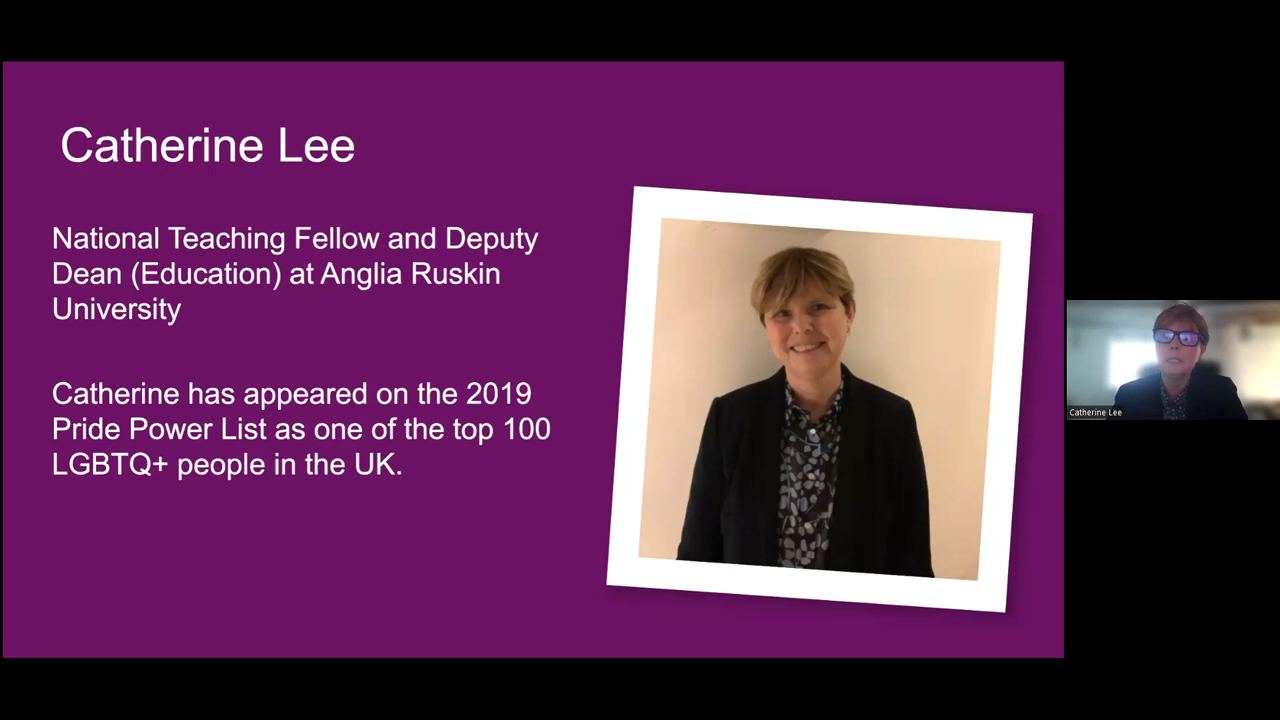 Catherine Lee
National Teaching Fellow and Deputy
Dean (Education) at Anglia Ruskin
University
Catherine has appeared on the 2019
Pride Power List as one of the top 100
LGBTQ+ people in the UK.
Catherine Lee